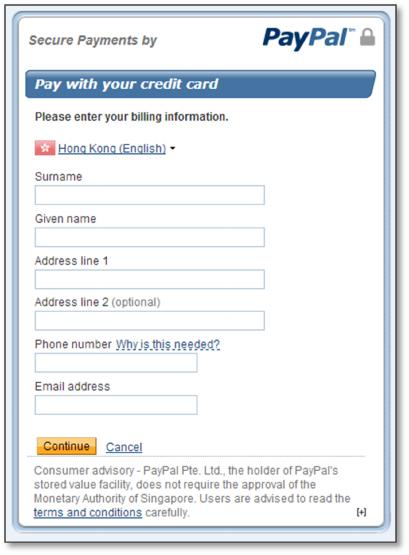 Secure Payments by PayPal™
Pay with your credit card
Please enter your billing information.
Hong Kong (English)
Surname
Given name
Address line 1
Address line 2 (optional)
Phone number Why is this needed?
Email address
Continue Cancel
Consumer advisory - PayPal Pte. Ltd., the holder of PayPal's
stored value facility, does not require the approval of the
Monetary Authority of Singapore. Users are advised to read the
terms and conditions carefully. [+]